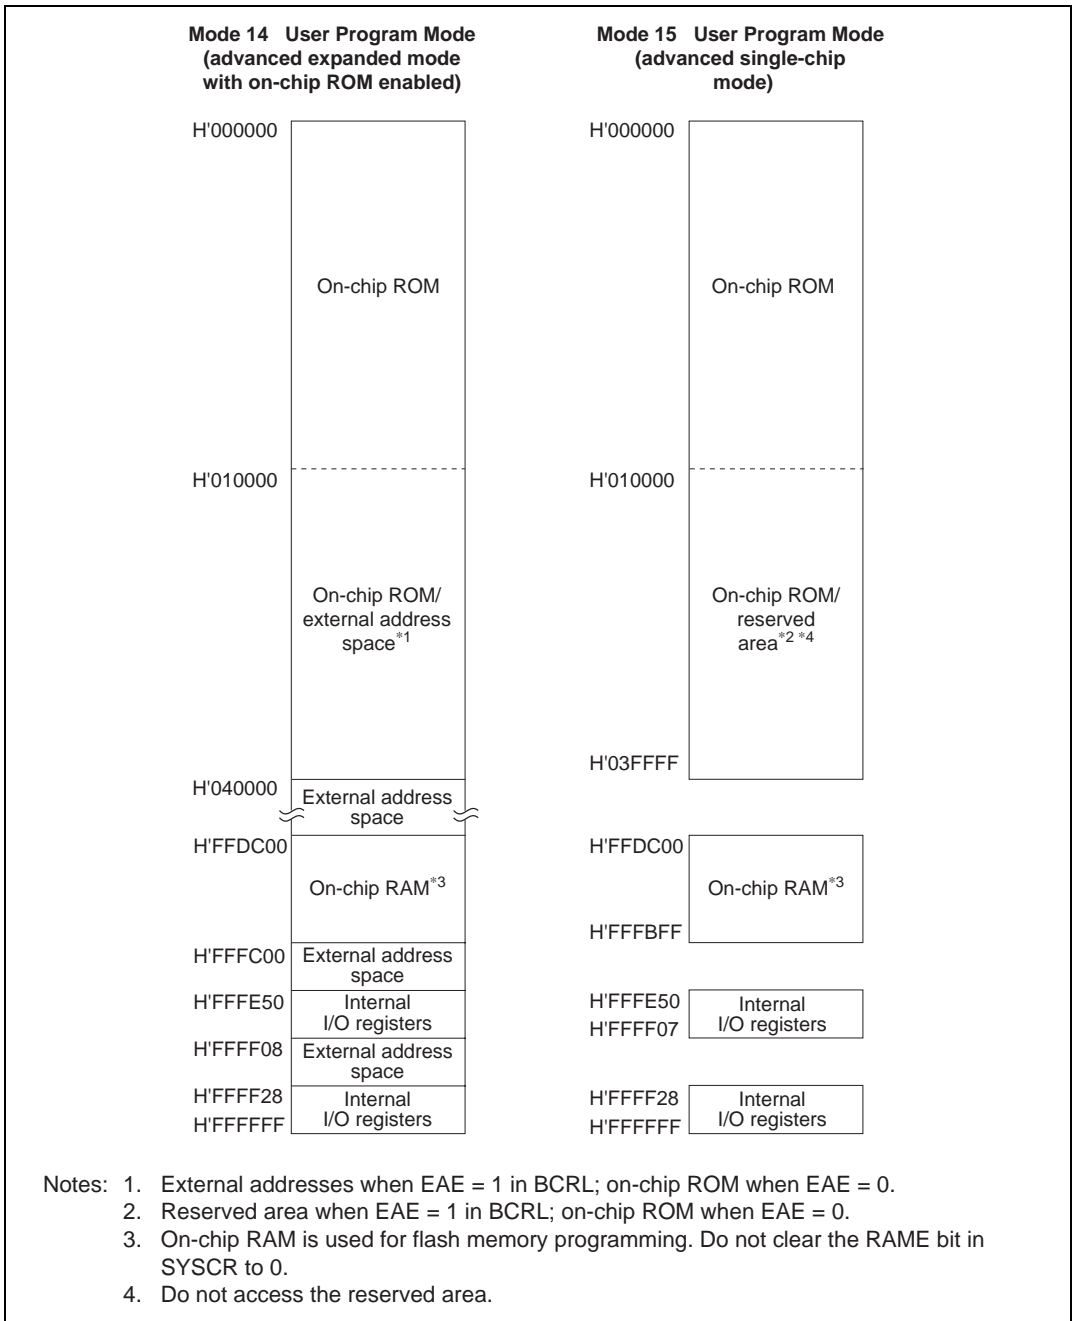 Mode 14 User Program Mode
(advanced expanded mode
with on-chip ROM enabled)
H'000000
On-chip ROM
H'010000
On-chip ROM/
external address
space*1
H'040000
External address
space
H'FFDC00
On-chip RAM*3
H'FFFC00
External address
space
H'FFFE50
Internal
I/O registers
H'FFFF08
External address
space
H'FFFF28
Internal
I/O registers
H'FFFFFF
Mode 15 User Program Mode
(advanced single-chip
mode)
H'000000
On-chip ROM
H'010000
On-chip ROM/
reserved
area*2 *4
H'03FFFF
H'FFDC00
On-chip RAM*3
H'FFFBFF
H'FFFE50
Internal
I/O registers
H'FFFF07
H'FFFF28
Internal
I/O registers
H'FFFFFF
Notes: 1. External addresses when EAE = 1 in BCRL; on-chip ROM when EAE = 0.
2. Reserved area when EAE = 1 in BCRL; on-chip ROM when EAE = 0.
3. On-chip RAM is used for flash memory programming. Do not clear the RAME bit in
SYSCR to 0.
4. Do not access the reserved area.